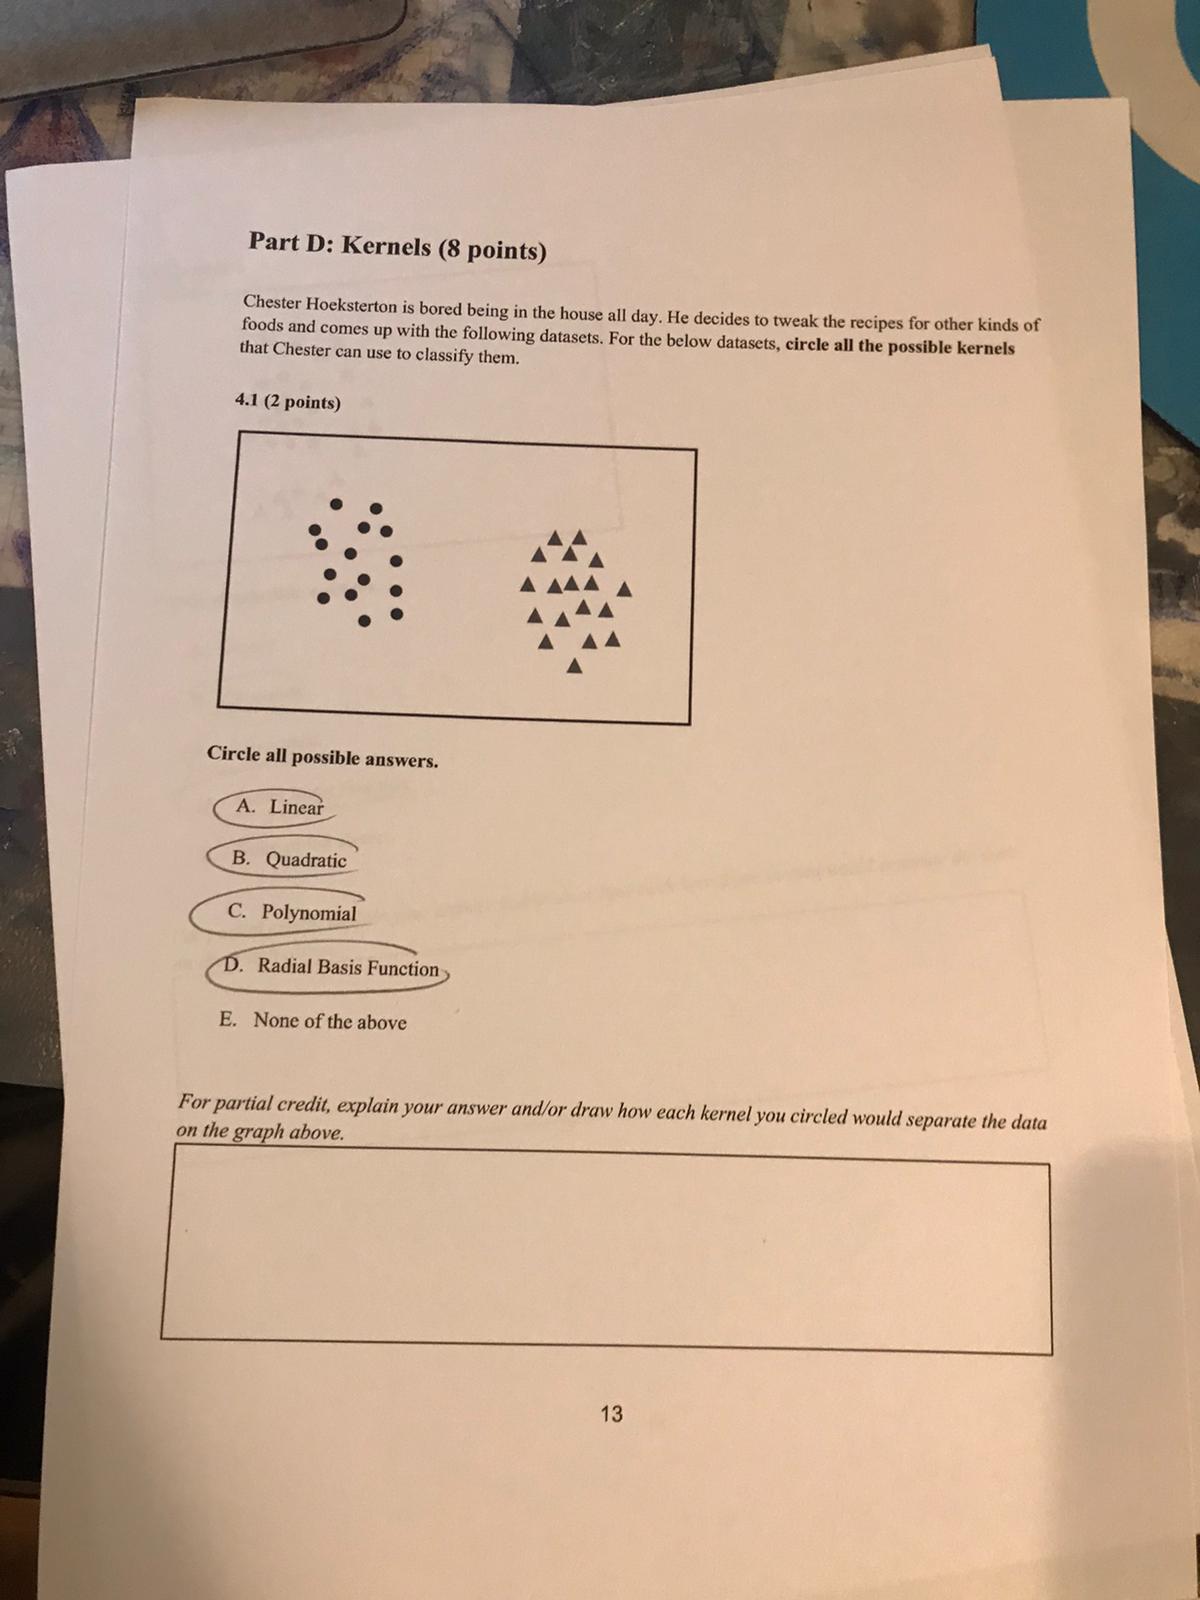 Part D: Kernels (8 points)
Chester Hoeksterton is bored being in the house all day. He decides to tweak the recipes for other kinds of
foods and comes up with the following datasets. For the below datasets, circle all the possible kernels
that Chester can use to classify them.
4.1 (2 points)
Circle all possible answers.
A. Linear
B. Quadratic
C. Polynomial
D. Radial Basis Function
E. None of the above
For partial credit, explain your answer and/or draw how each kernel you circled would separate the data
on the graph above.
13